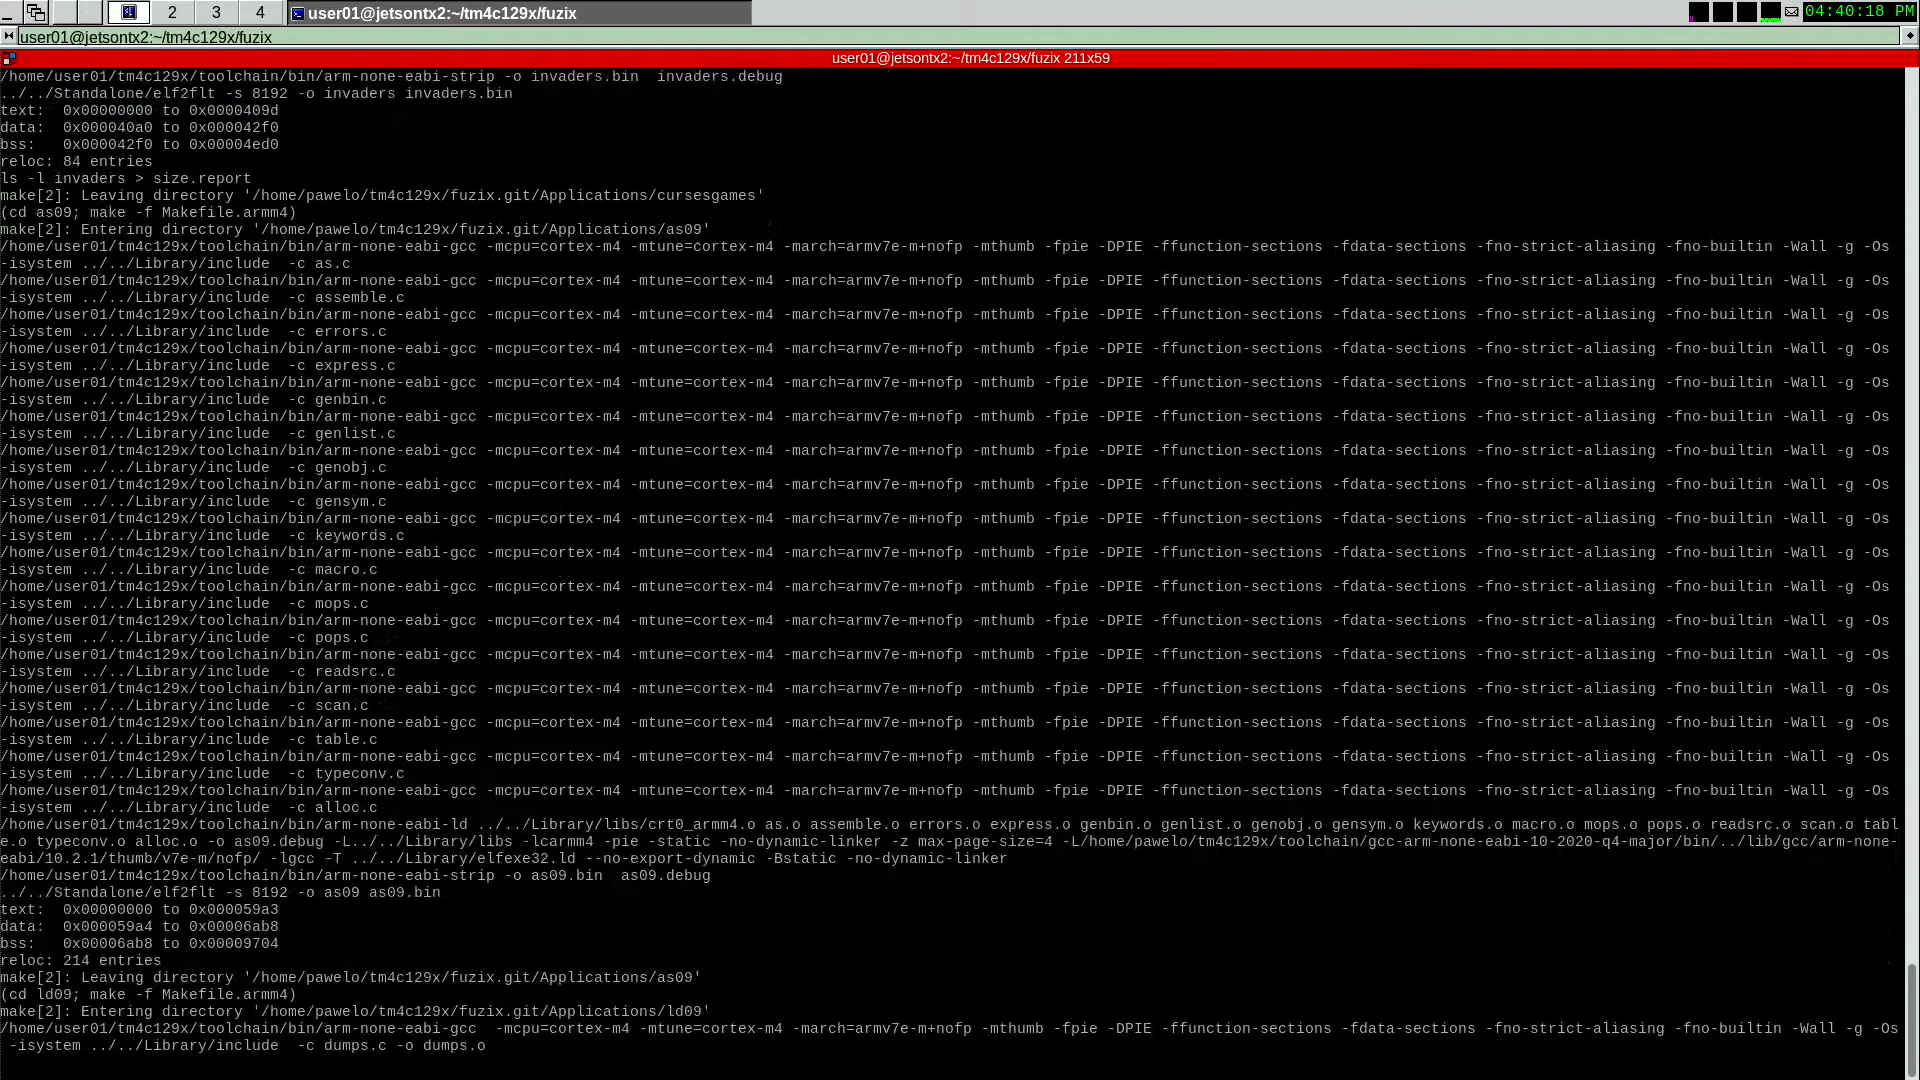 2 3 4 user01@jetsontx2:~/tm4c129x/fuzix 04:40:18 PM
user01@jetsontx2:~/tm4c129x/fuzix
user01@jetsontx2:~/tm4c129x/fuzix 211x59
/home/user01/tm4c129x/toolchain/bin/arm-none-eabi-strip -o invaders.bin  invaders.debug
../../Standalone/elf2flt -s 8192 -o invaders invaders.bin
text:  0x00000000 to 0x0000409d
data:  0x000040a0 to 0x000042f0
bss:   0x000042f0 to 0x00004ed0
reloc: 84 entries
ls -l invaders > size.report
make[2]: Leaving directory '/home/pawelo/tm4c129x/fuzix.git/Applications/cursesgames'
(cd as09; make -f Makefile.armm4)
make[2]: Entering directory '/home/pawelo/tm4c129x/fuzix.git/Applications/as09'
/home/user01/tm4c129x/toolchain/bin/arm-none-eabi-gcc -mcpu=cortex-m4 -mtune=cortex-m4 -march=armv7e-m+nofp -mthumb -fpie -DPIE -ffunction-sections -fdata-sections -fno-strict-aliasing -fno-builtin -Wall -g -Os
-isystem ../../Library/include  -c as.c
/home/user01/tm4c129x/toolchain/bin/arm-none-eabi-gcc -mcpu=cortex-m4 -mtune=cortex-m4 -march=armv7e-m+nofp -mthumb -fpie -DPIE -ffunction-sections -fdata-sections -fno-strict-aliasing -fno-builtin -Wall -g -Os
-isystem ../../Library/include  -c assemble.c
/home/user01/tm4c129x/toolchain/bin/arm-none-eabi-gcc -mcpu=cortex-m4 -mtune=cortex-m4 -march=armv7e-m+nofp -mthumb -fpie -DPIE -ffunction-sections -fdata-sections -fno-strict-aliasing -fno-builtin -Wall -g -Os
-isystem ../../Library/include  -c errors.c
/home/user01/tm4c129x/toolchain/bin/arm-none-eabi-gcc -mcpu=cortex-m4 -mtune=cortex-m4 -march=armv7e-m+nofp -mthumb -fpie -DPIE -ffunction-sections -fdata-sections -fno-strict-aliasing -fno-builtin -Wall -g -Os
-isystem ../../Library/include  -c express.c
/home/user01/tm4c129x/toolchain/bin/arm-none-eabi-gcc -mcpu=cortex-m4 -mtune=cortex-m4 -march=armv7e-m+nofp -mthumb -fpie -DPIE -ffunction-sections -fdata-sections -fno-strict-aliasing -fno-builtin -Wall -g -Os
-isystem ../../Library/include  -c genbin.c
/home/user01/tm4c129x/toolchain/bin/arm-none-eabi-gcc -mcpu=cortex-m4 -mtune=cortex-m4 -march=armv7e-m+nofp -mthumb -fpie -DPIE -ffunction-sections -fdata-sections -fno-strict-aliasing -fno-builtin -Wall -g -Os
-isystem ../../Library/include  -c genlist.c
/home/user01/tm4c129x/toolchain/bin/arm-none-eabi-gcc -mcpu=cortex-m4 -mtune=cortex-m4 -march=armv7e-m+nofp -mthumb -fpie -DPIE -ffunction-sections -fdata-sections -fno-strict-aliasing -fno-builtin -Wall -g -Os
-isystem ../../Library/include  -c genobj.c
/home/user01/tm4c129x/toolchain/bin/arm-none-eabi-gcc -mcpu=cortex-m4 -mtune=cortex-m4 -march=armv7e-m+nofp -mthumb -fpie -DPIE -ffunction-sections -fdata-sections -fno-strict-aliasing -fno-builtin -Wall -g -Os
-isystem ../../Library/include  -c gensym.c
/home/user01/tm4c129x/toolchain/bin/arm-none-eabi-gcc -mcpu=cortex-m4 -mtune=cortex-m4 -march=armv7e-m+nofp -mthumb -fpie -DPIE -ffunction-sections -fdata-sections -fno-strict-aliasing -fno-builtin -Wall -g -Os
-isystem ../../Library/include  -c keywords.c
/home/user01/tm4c129x/toolchain/bin/arm-none-eabi-gcc -mcpu=cortex-m4 -mtune=cortex-m4 -march=armv7e-m+nofp -mthumb -fpie -DPIE -ffunction-sections -fdata-sections -fno-strict-aliasing -fno-builtin -Wall -g -Os
-isystem ../../Library/include  -c macro.c
/home/user01/tm4c129x/toolchain/bin/arm-none-eabi-gcc -mcpu=cortex-m4 -mtune=cortex-m4 -march=armv7e-m+nofp -mthumb -fpie -DPIE -ffunction-sections -fdata-sections -fno-strict-aliasing -fno-builtin -Wall -g -Os
-isystem ../../Library/include  -c mops.c
/home/user01/tm4c129x/toolchain/bin/arm-none-eabi-gcc -mcpu=cortex-m4 -mtune=cortex-m4 -march=armv7e-m+nofp -mthumb -fpie -DPIE -ffunction-sections -fdata-sections -fno-strict-aliasing -fno-builtin -Wall -g -Os
-isystem ../../Library/include  -c pops.c
/home/user01/tm4c129x/toolchain/bin/arm-none-eabi-gcc -mcpu=cortex-m4 -mtune=cortex-m4 -march=armv7e-m+nofp -mthumb -fpie -DPIE -ffunction-sections -fdata-sections -fno-strict-aliasing -fno-builtin -Wall -g -Os
-isystem ../../Library/include  -c readsrc.c
/home/user01/tm4c129x/toolchain/bin/arm-none-eabi-gcc -mcpu=cortex-m4 -mtune=cortex-m4 -march=armv7e-m+nofp -mthumb -fpie -DPIE -ffunction-sections -fdata-sections -fno-strict-aliasing -fno-builtin -Wall -g -Os
-isystem ../../Library/include  -c scan.c
/home/user01/tm4c129x/toolchain/bin/arm-none-eabi-gcc -mcpu=cortex-m4 -mtune=cortex-m4 -march=armv7e-m+nofp -mthumb -fpie -DPIE -ffunction-sections -fdata-sections -fno-strict-aliasing -fno-builtin -Wall -g -Os
-isystem ../../Library/include  -c table.c
/home/user01/tm4c129x/toolchain/bin/arm-none-eabi-gcc -mcpu=cortex-m4 -mtune=cortex-m4 -march=armv7e-m+nofp -mthumb -fpie -DPIE -ffunction-sections -fdata-sections -fno-strict-aliasing -fno-builtin -Wall -g -Os
-isystem ../../Library/include  -c typeconv.c
/home/user01/tm4c129x/toolchain/bin/arm-none-eabi-gcc -mcpu=cortex-m4 -mtune=cortex-m4 -march=armv7e-m+nofp -mthumb -fpie -DPIE -ffunction-sections -fdata-sections -fno-strict-aliasing -fno-builtin -Wall -g -Os
-isystem ../../Library/include  -c alloc.c
/home/user01/tm4c129x/toolchain/bin/arm-none-eabi-ld ../../Library/libs/crt0_armm4.o as.o assemble.o errors.o express.o genbin.o genlist.o genobj.o gensym.o keywords.o macro.o mops.o pops.o readsrc.o scan.o tabl
e.o typeconv.o alloc.o -o as09.debug -L../../Library/libs -lcarmm4 -pie -static -no-dynamic-linker -z max-page-size=4 -L/home/pawelo/tm4c129x/toolchain/gcc-arm-none-eabi-10-2020-q4-major/bin/../lib/gcc/arm-none-
eabi/10.2.1/thumb/v7e-m/nofp/ -lgcc -T ../../Library/elfexe32.ld --no-export-dynamic -Bstatic -no-dynamic-linker
/home/user01/tm4c129x/toolchain/bin/arm-none-eabi-strip -o as09.bin  as09.debug
../../Standalone/elf2flt -s 8192 -o as09 as09.bin
text:  0x00000000 to 0x000059a3
data:  0x000059a4 to 0x00006ab8
bss:   0x00006ab8 to 0x00009704
reloc: 214 entries
make[2]: Leaving directory '/home/pawelo/tm4c129x/fuzix.git/Applications/as09'
(cd ld09; make -f Makefile.armm4)
make[2]: Entering directory '/home/pawelo/tm4c129x/fuzix.git/Applications/ld09'
/home/user01/tm4c129x/toolchain/bin/arm-none-eabi-gcc  -mcpu=cortex-m4 -mtune=cortex-m4 -march=armv7e-m+nofp -mthumb -fpie -DPIE -ffunction-sections -fdata-sections -fno-strict-aliasing -fno-builtin -Wall -g -Os
 -isystem ../../Library/include  -c dumps.c -o dumps.o